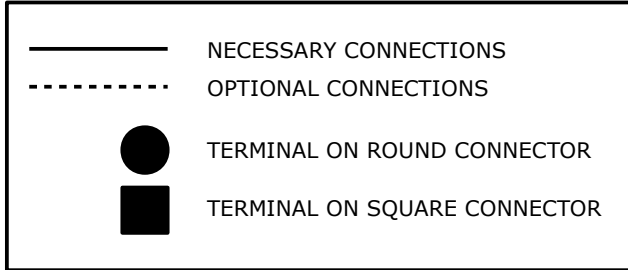 NECESSARY CONNECTIONS
OPTIONAL CONNECTIONS
TERMINAL ON ROUND CONNECTOR
TERMINAL ON SQUARE CONNECTOR